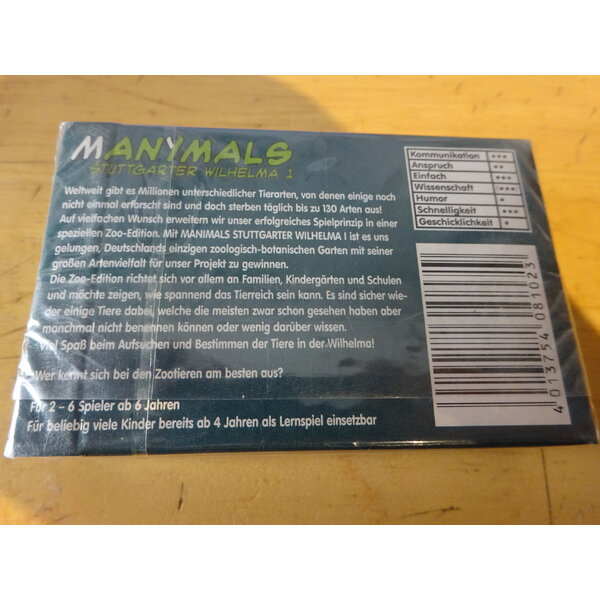 MANYMALS
STUTTGARTER WILHELMA 1
Weltweit gibt es Millionen unterschiedlicher Tierarten, von denen einige noch
nicht einmal erforscht sind und doch sterben täglich bis zu 130 Arten aus!
Auf vielfachen Wunsch erweitern wir unser erfolgreiches Spielprinzip in einer
speziellen Zoo-Edition. Mit MANIMALS STUTTGARTER WILHELMA I ist es uns
gelungen, Deutschlands einzigen zoologisch-botanischen Garten mit seiner
großen Artenvielfalt für unser Projekt zu gewinnen.
Die Zoo-Edition richtet sich vor allem an Familien, Kindergärten und Schulen
und möchte zeigen, wie spannend das Tierreich sein kann. Es sind sicher wie-
der einige Tiere dabei, welche die meisten zwar schon gesehen haben aber
manchmal nicht benennen können oder wenig darüber wissen.
Viel Spaß beim Aufsuchen und Bestimmen der Tiere in der Wilhelma!
Wer kennt sich bei den Zootieren am besten aus?
Für 2 – 6 Spieler ab 6 Jahren
Für beliebig viele Kinder bereits ab 4 Jahren als Lernspiel einsetzbar
Kommunikation •••
Anspruch ••
Einfach •••
Wissenschaft •••
Humor •
Schnelligkeit •••
Geschicklichkeit •
4 013754 081023